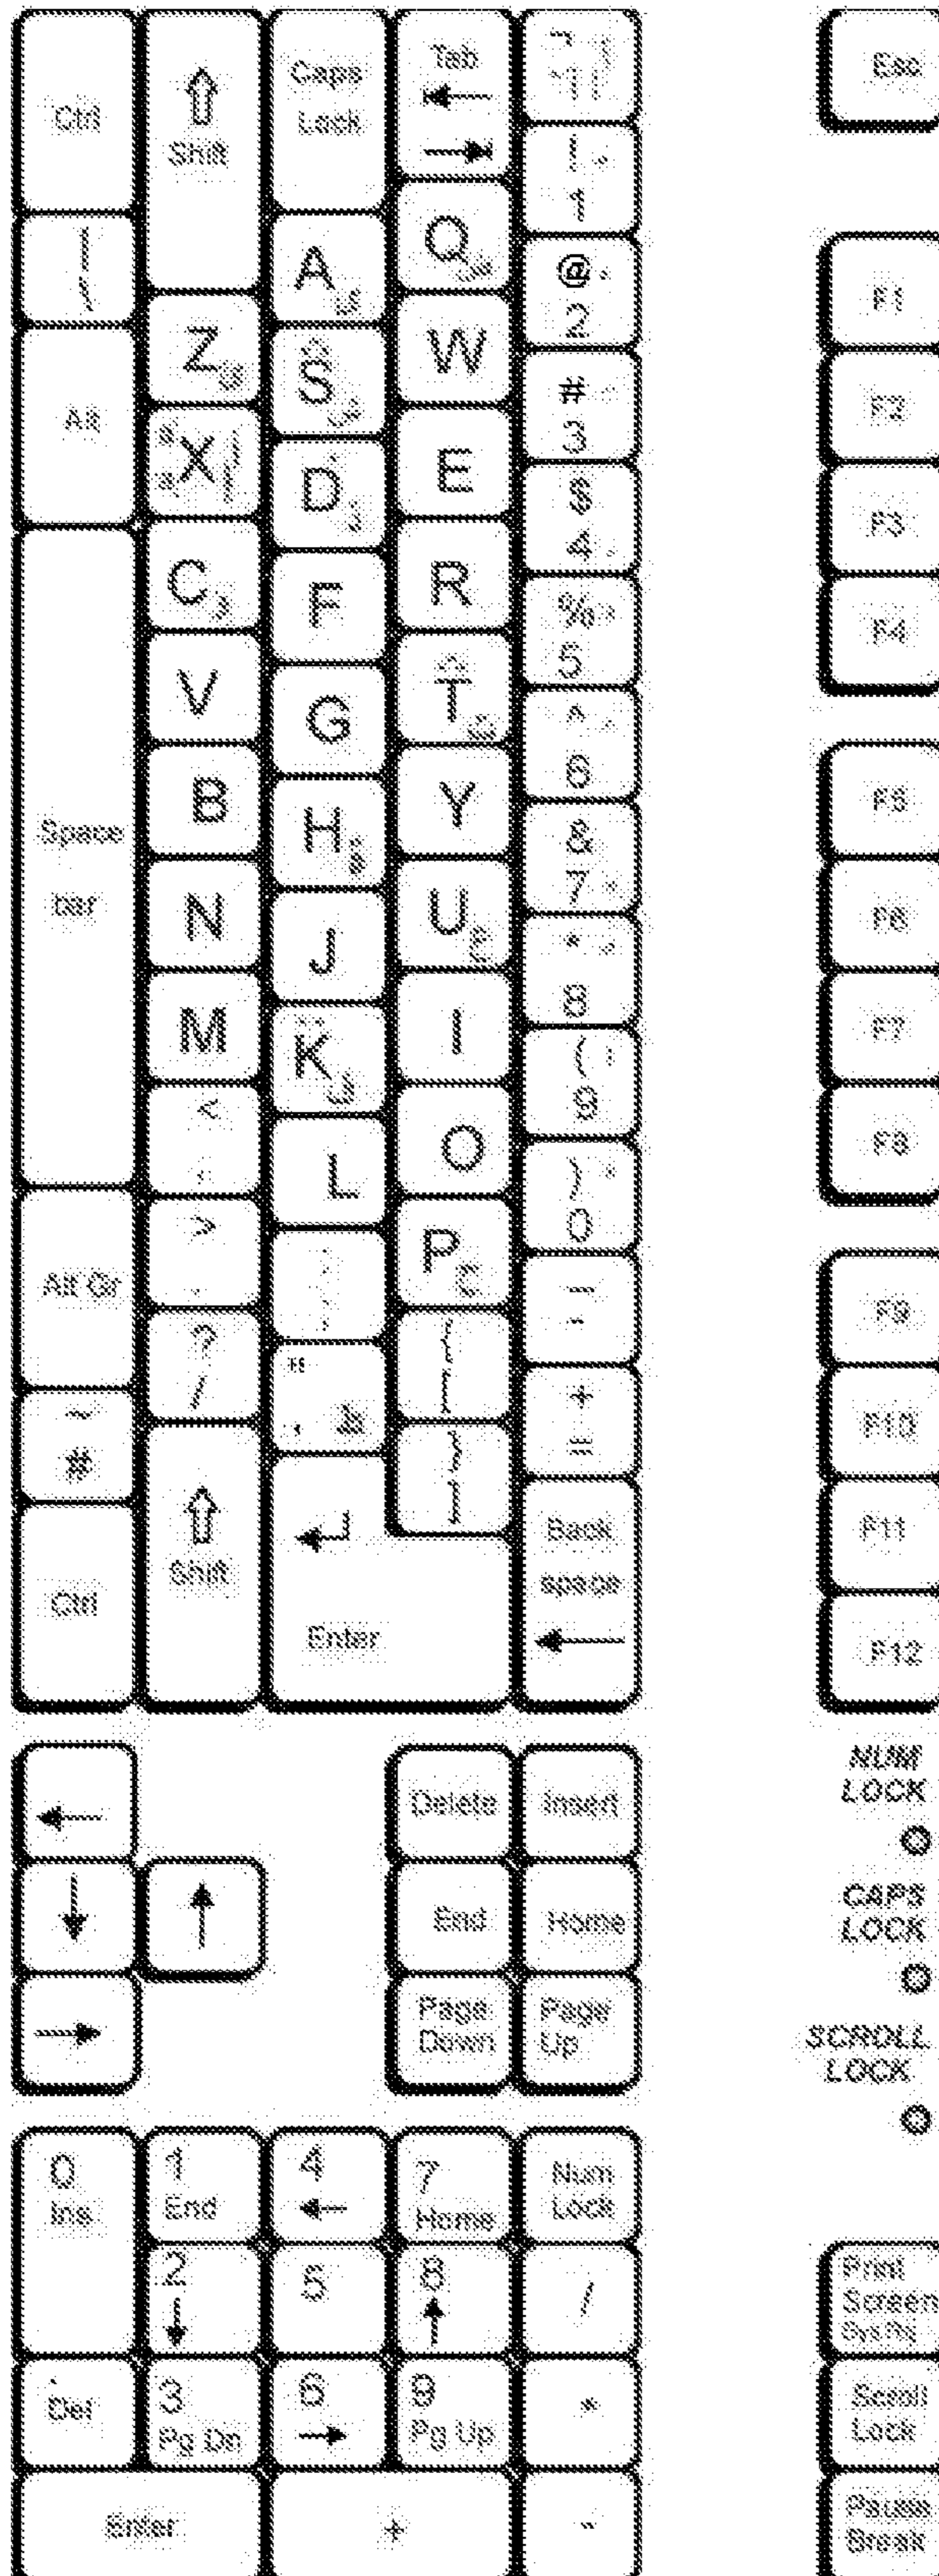 Esc
F1
F2
F3
F4
F5
F6
F7
F8
F9
F10
F11
F12
NUM
LOCK
CAPS
LOCK
SCROLL
LOCK
Print
Screen
SysRq
Scroll
Lock
Pause
Break
!
1
@
2
#
3
$
4
%
5
^
6
&
7
*
8
(
9
)
0
-
+
=
Back
space
Insert
Home
Page
Up
Num
Lock
/
*
-
Tab
Q
W
E
R
T
Y
U
I
O
P
{
[
}
]
Delete
End
Page
Down
7
Home
8
9
Pg Up
Caps
Lock
A
S
D
F
G
H
J
K
L
:
;
"
'
Enter
4
5
6
+
Shift
Z
X
C
V
B
N
M
<
,
>
.
?
/
Shift
1
End
2
3
Pg Dn
Ctrl
|
\
Alt
Space
bar
Alt Gr
~
#
Ctrl
0
Ins
.
Del
Enter